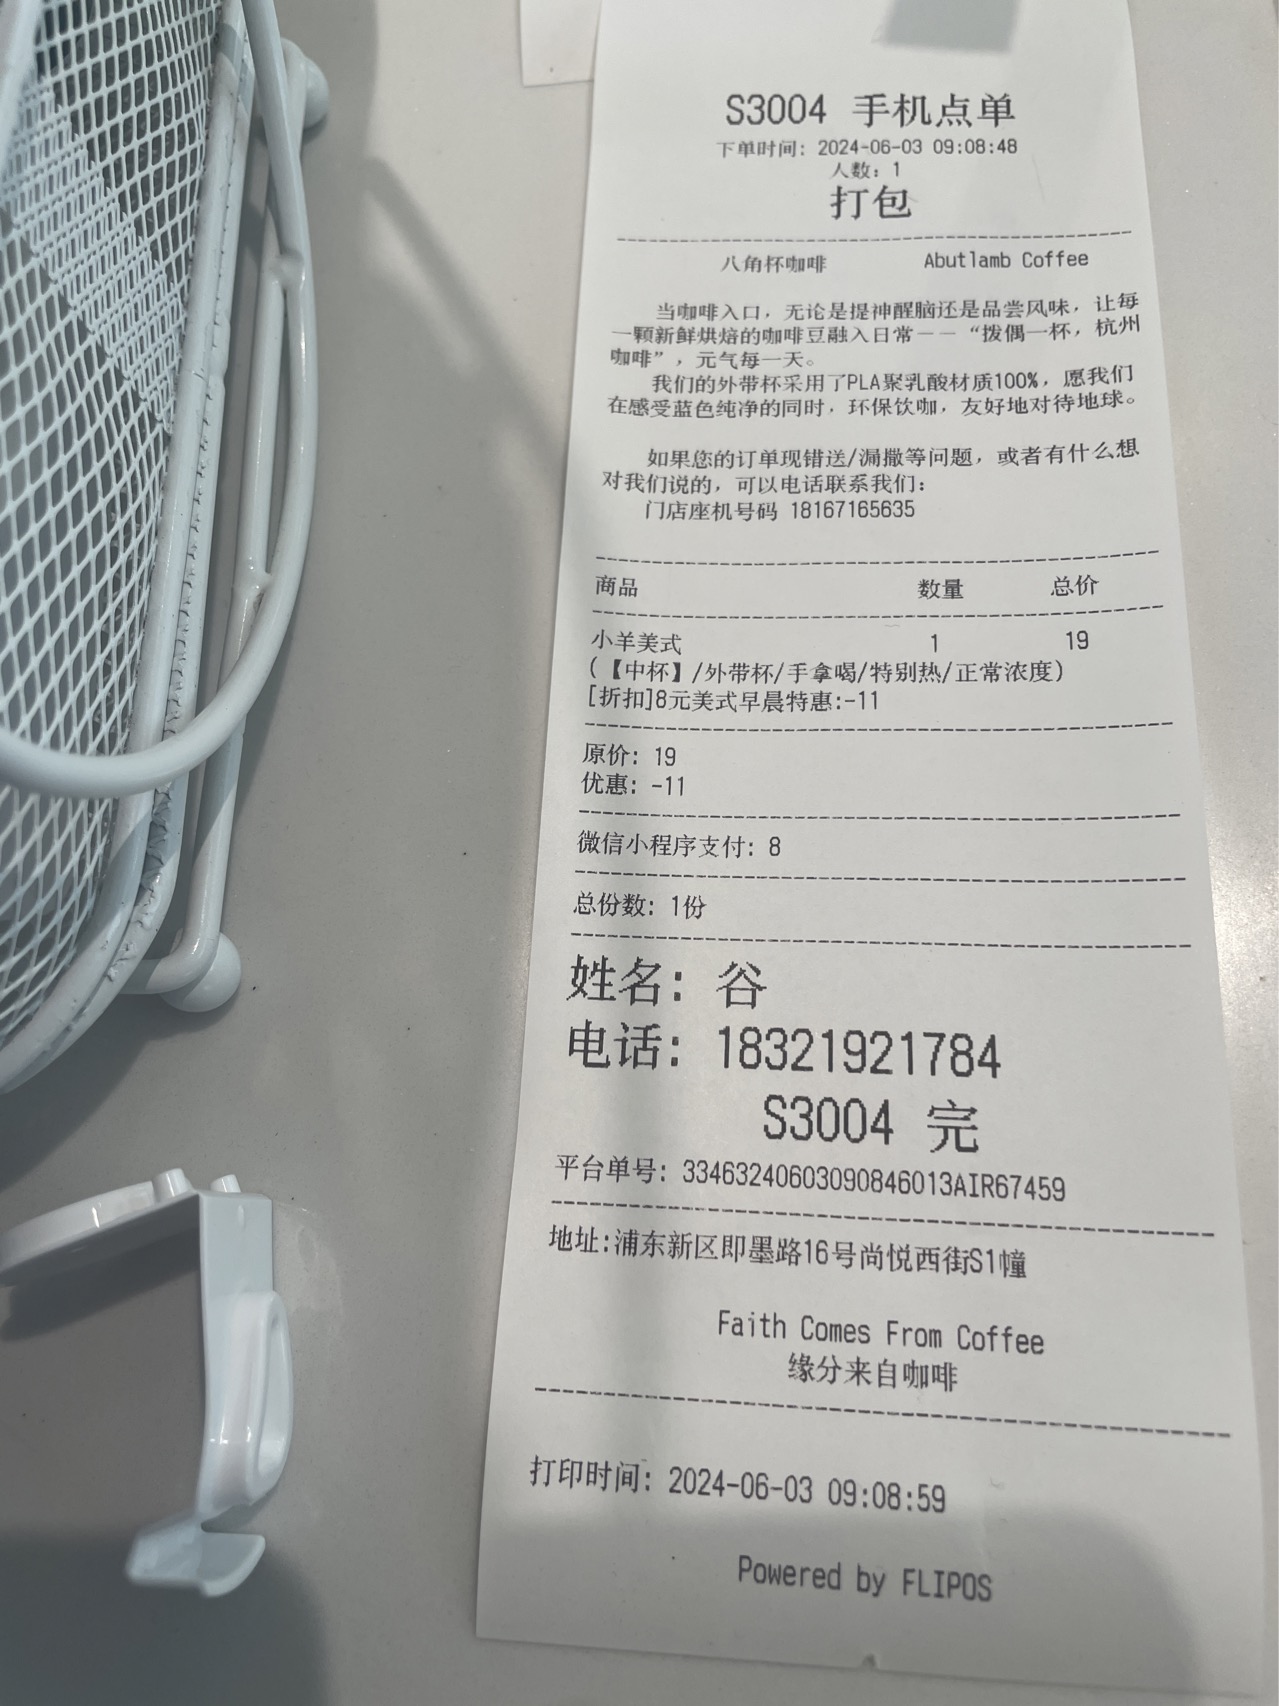 S3004 手机点单
下单时间: 2024-06-03 09:08:48
人数: 1
打包
八角杯咖啡 Abutlamb Coffee
当咖啡入口，无论是提神醒脑还是品尝风味，让每
一颗新鲜烘焙的咖啡豆融入日常－－“拨偶一杯，杭州
咖啡”，元气每一天。
我们的外带杯采用了PLA聚乳酸材质100%，愿我们
在感受蓝色纯净的同时，环保饮咖，友好地对待地球。
如果您的订单现错送/漏撒等问题，或者有什么想
对我们说的，可以电话联系我们:
门店座机号码 18167165635
商品 数量 总价
小羊美式 1 19
(【中杯】/外带杯/手拿喝/特别热/正常浓度)
[折扣]8元美式早晨特惠:-11
原价: 19
优惠: -11
微信小程序支付: 8
总份数: 1份
姓名: 谷
电话: 18321921784
S3004 完
平台单号: 33463240603090846013AIR67459
地址:浦东新区即墨路16号尚悦西街S1幢
Faith Comes From Coffee
缘分来自咖啡
打印时间: 2024-06-03 09:08:59
Powered by FLIPOS